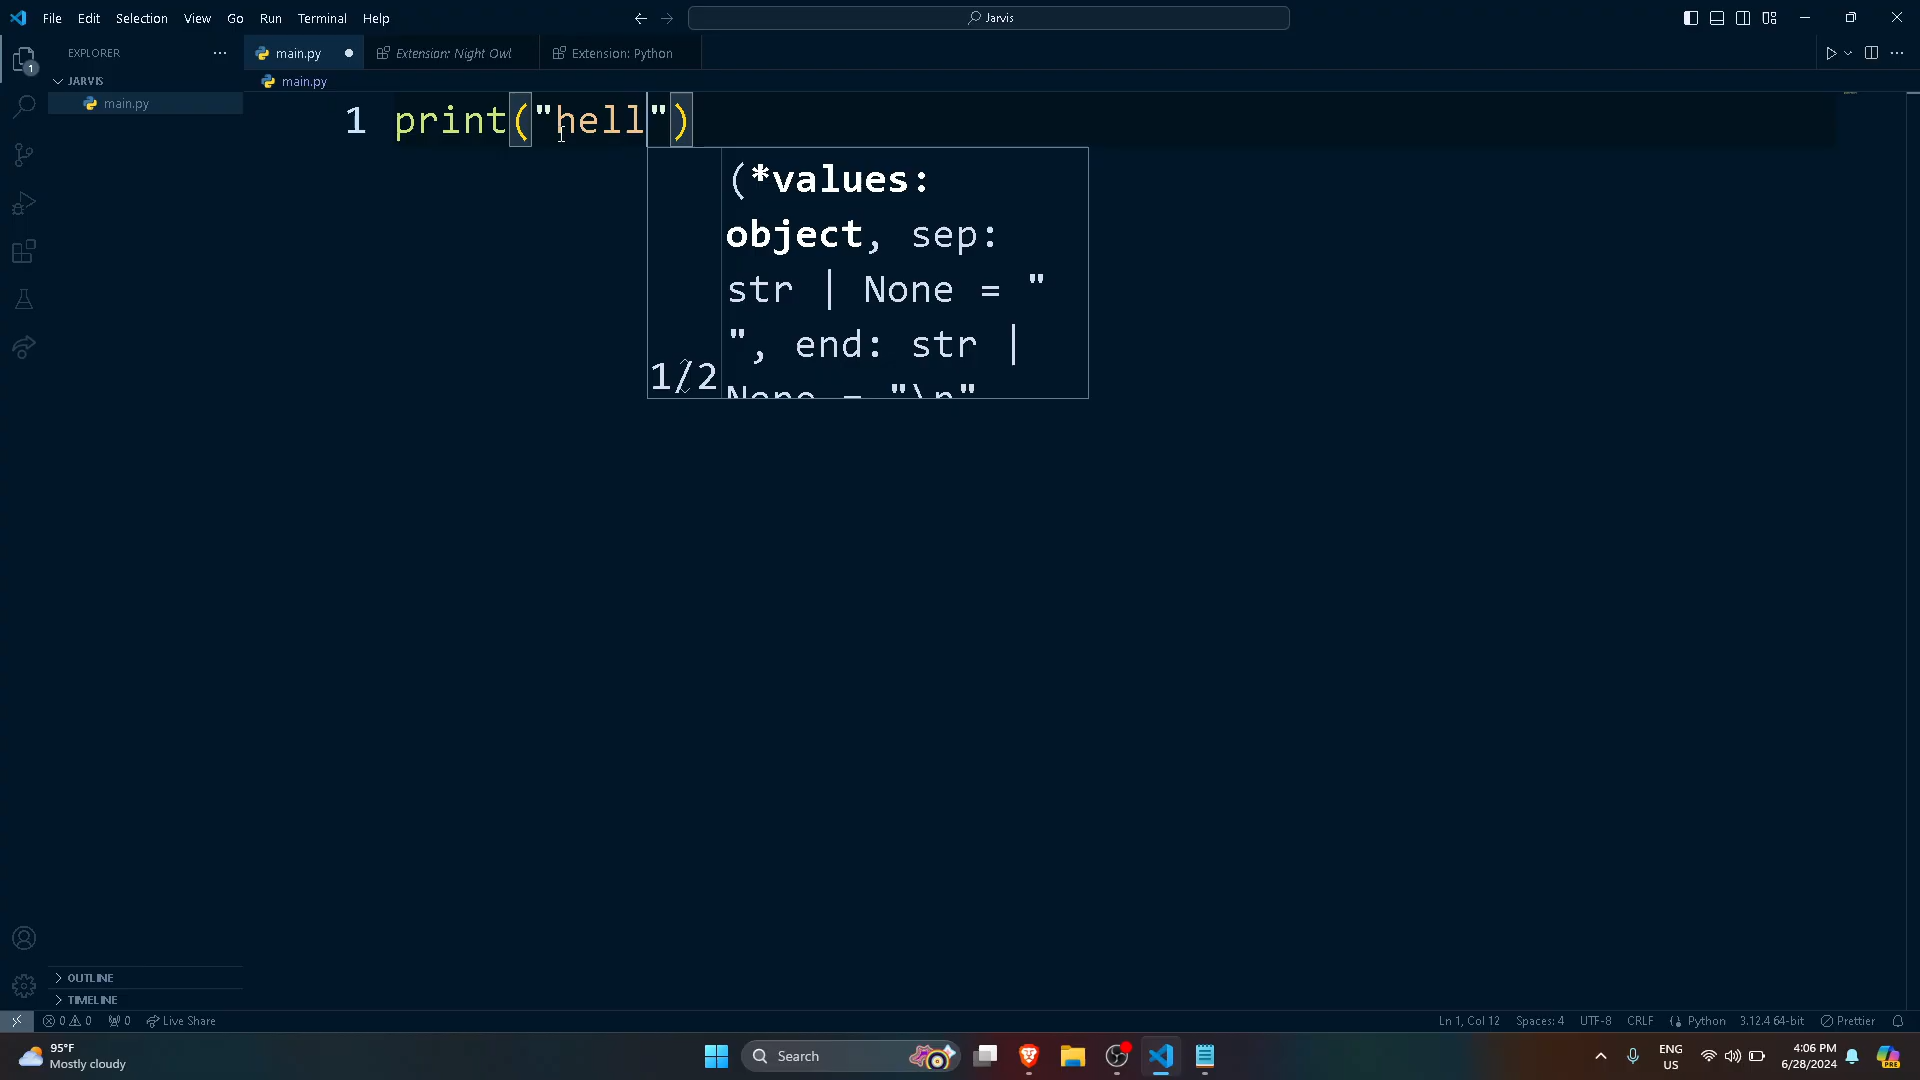 File Edit Selection View Go Run Terminal Help
Jarvis
EXPLORER
main.py
Extension: Night Owl
Extension: Python
1
JARVIS
main.py
main.py
1 print("hell")
(*values:
object, sep:
str | None = "
", end: str |
None = "\n"
1/2
OUTLINE
TIMELINE
0 0 0 Live Share
Ln 1, Col 12 Spaces: 4 UTF-8 CRLF Python 3.12.4 64-bit Prettier
95°F
Mostly cloudy
Search
ENG
US
4:06 PM
6/28/2024
PRE